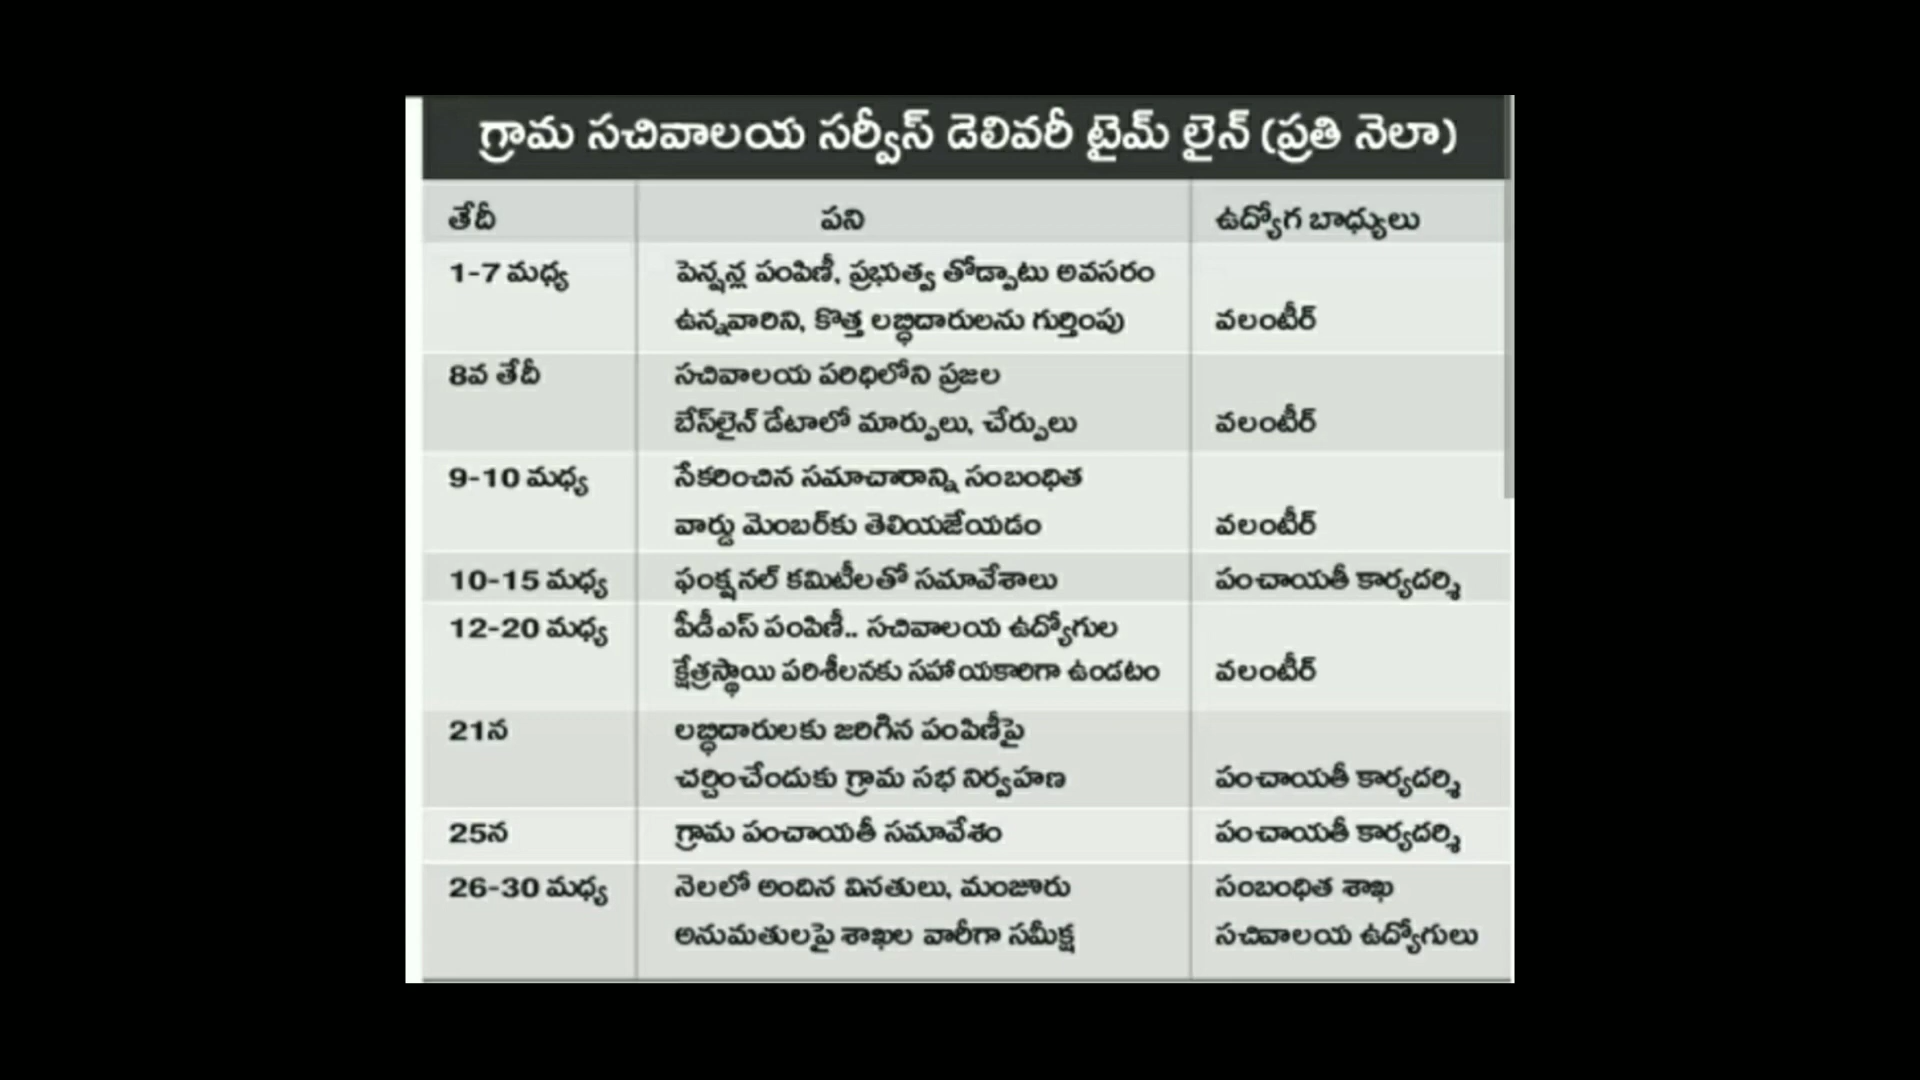 గ్రామ సచివాలయ సర్వీస్ డెలివరీ టైమ్ లైన్ (ప్రతి నెలా)
తేదీ పని ఉద్యోగ బాధ్యులు
1-7 మధ్య పెన్షన్ల పంపిణీ, ప్రభుత్వ తోడ్పాటు అవసరం
ఉన్నవారిని, కొత్త లబ్ధిదారులను గుర్తింపు వలంటీర్
8వ తేదీ సచివాలయ పరిధిలోని ప్రజల
బేస్‌లైన్ డేటాలో మార్పులు, చేర్పులు వలంటీర్
9-10 మధ్య సేకరించిన సమాచారాన్ని సంబంధిత
వార్డు మెంబర్‌కు తెలియజేయడం వలంటీర్
10-15 మధ్య ఫంక్షనల్ కమిటీలతో సమావేశాలు పంచాయతీ కార్యదర్శి
12-20 మధ్య పీడీఎస్ పంపిణీ.. సచివాలయ ఉద్యోగుల
క్షేత్రస్థాయి పరిశీలనకు సహాయకారిగా ఉండటం వలంటీర్
21న లబ్ధిదారులకు జరిగిన పంపిణీపై
చర్చించేందుకు గ్రామ సభ నిర్వహణ పంచాయతీ కార్యదర్శి
25న గ్రామ పంచాయతీ సమావేశం పంచాయతీ కార్యదర్శి
26-30 మధ్య నెలలో అందిన వినతులు, మంజూరు సంబంధిత శాఖ
అనుమతులపై శాఖల వారీగా సమీక్ష సచివాలయ ఉద్యోగులు